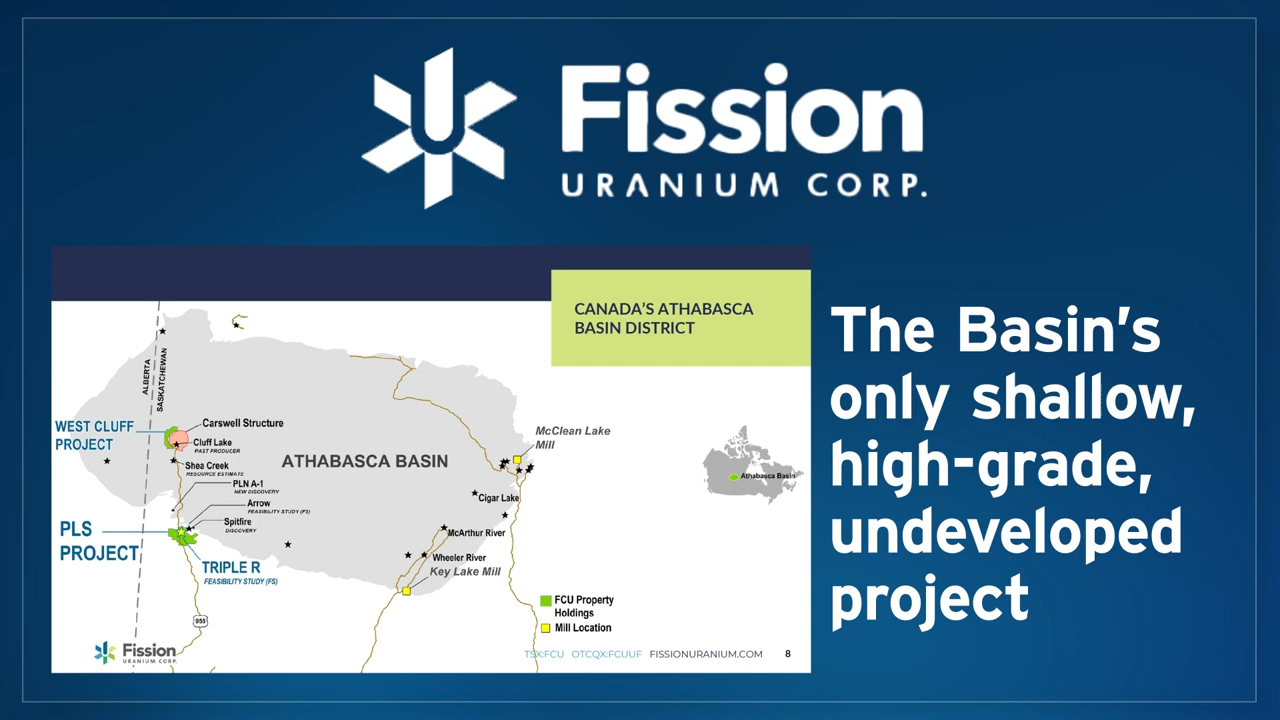 Fission
URANIUM CORP.
CANADA'S ATHABASCA
BASIN DISTRICT
The Basin's
only shallow,
high-grade,
undeveloped
project
ALBERTA
SASKATCHEWAN
WEST CLUFF
PROJECT
Carswell Structure
Cluff Lake
PAST PRODUCER
Shea Creek
RESOURCE ESTIMATE
PLN A-1
NEW DISCOVERY
Arrow
FEASIBILITY STUDY (FS)
Spitfire
DISCOVERY
PLS
PROJECT
TRIPLE R
FEASIBILITY STUDY (FS)
ATHABASCA BASIN
McClean Lake
Mill
Cigar Lake
McArthur River
Wheeler River
Key Lake Mill
Athabasca Basin
955
FCU Property
Holdings
Mill Location
Fission
URANIUM CORP.
TSX:FCU OTCQX:FCUUF FISSIONURANIUM.COM 8